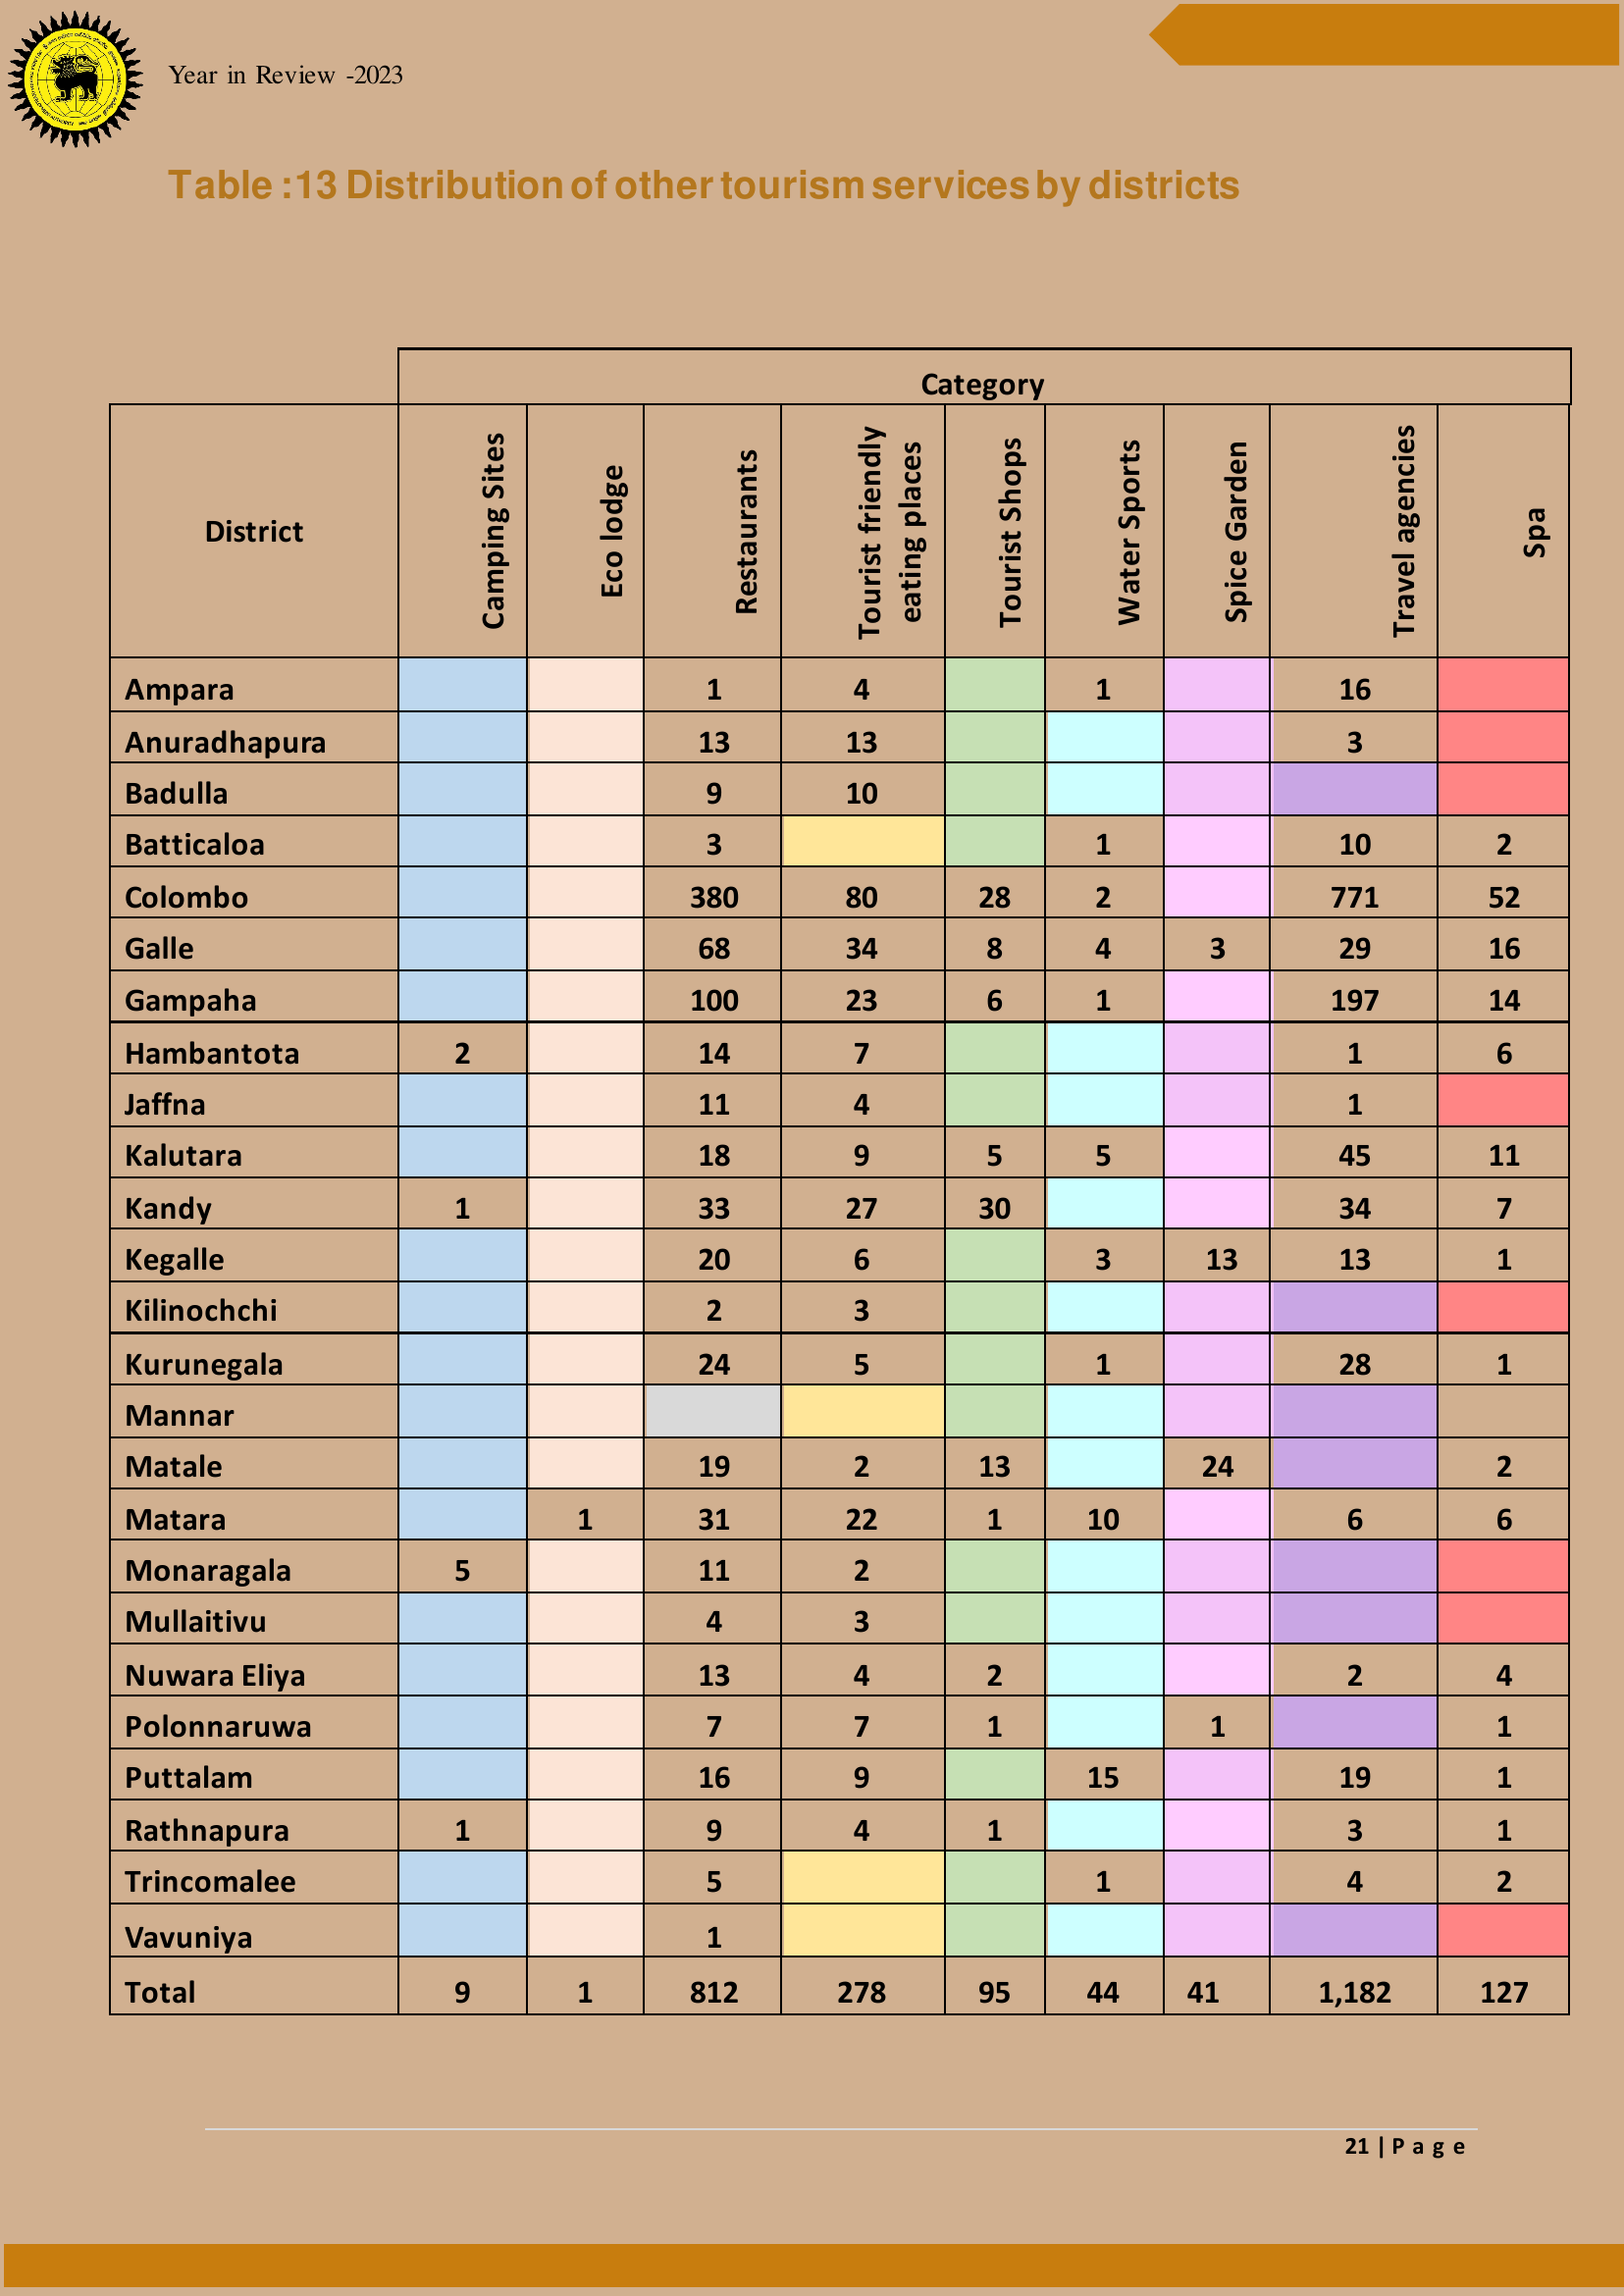 Year in Review -2023
Table :13 Distribution of other tourism services by districts
Category
District Camping Sites Eco lodge Restaurants Tourist friendly eating places Tourist Shops Water Sports Spice Garden Travel agencies Spa
Ampara 1 4 1 16
Anuradhapura 13 13 3
Badulla 9 10
Batticaloa 3 1 10 2
Colombo 380 80 28 2 771 52
Galle 68 34 8 4 3 29 16
Gampaha 100 23 6 1 197 14
Hambantota 2 14 7 1 6
Jaffna 11 4 1
Kalutara 18 9 5 5 45 11
Kandy 1 33 27 30 34 7
Kegalle 20 6 3 13 13 1
Kilinochchi 2 3
Kurunegala 24 5 1 28 1
Mannar
Matale 19 2 13 24 2
Matara 1 31 22 1 10 6 6
Monaragala 5 11 2
Mullaitivu 4 3
Nuwara Eliya 13 4 2 2 4
Polonnaruwa 7 7 1 1 1
Puttalam 16 9 15 19 1
Rathnapura 1 9 4 1 3 1
Trincomalee 5 1 4 2
Vavuniya 1
Total 9 1 812 278 95 44 41 1,182 127
21 | P a g e